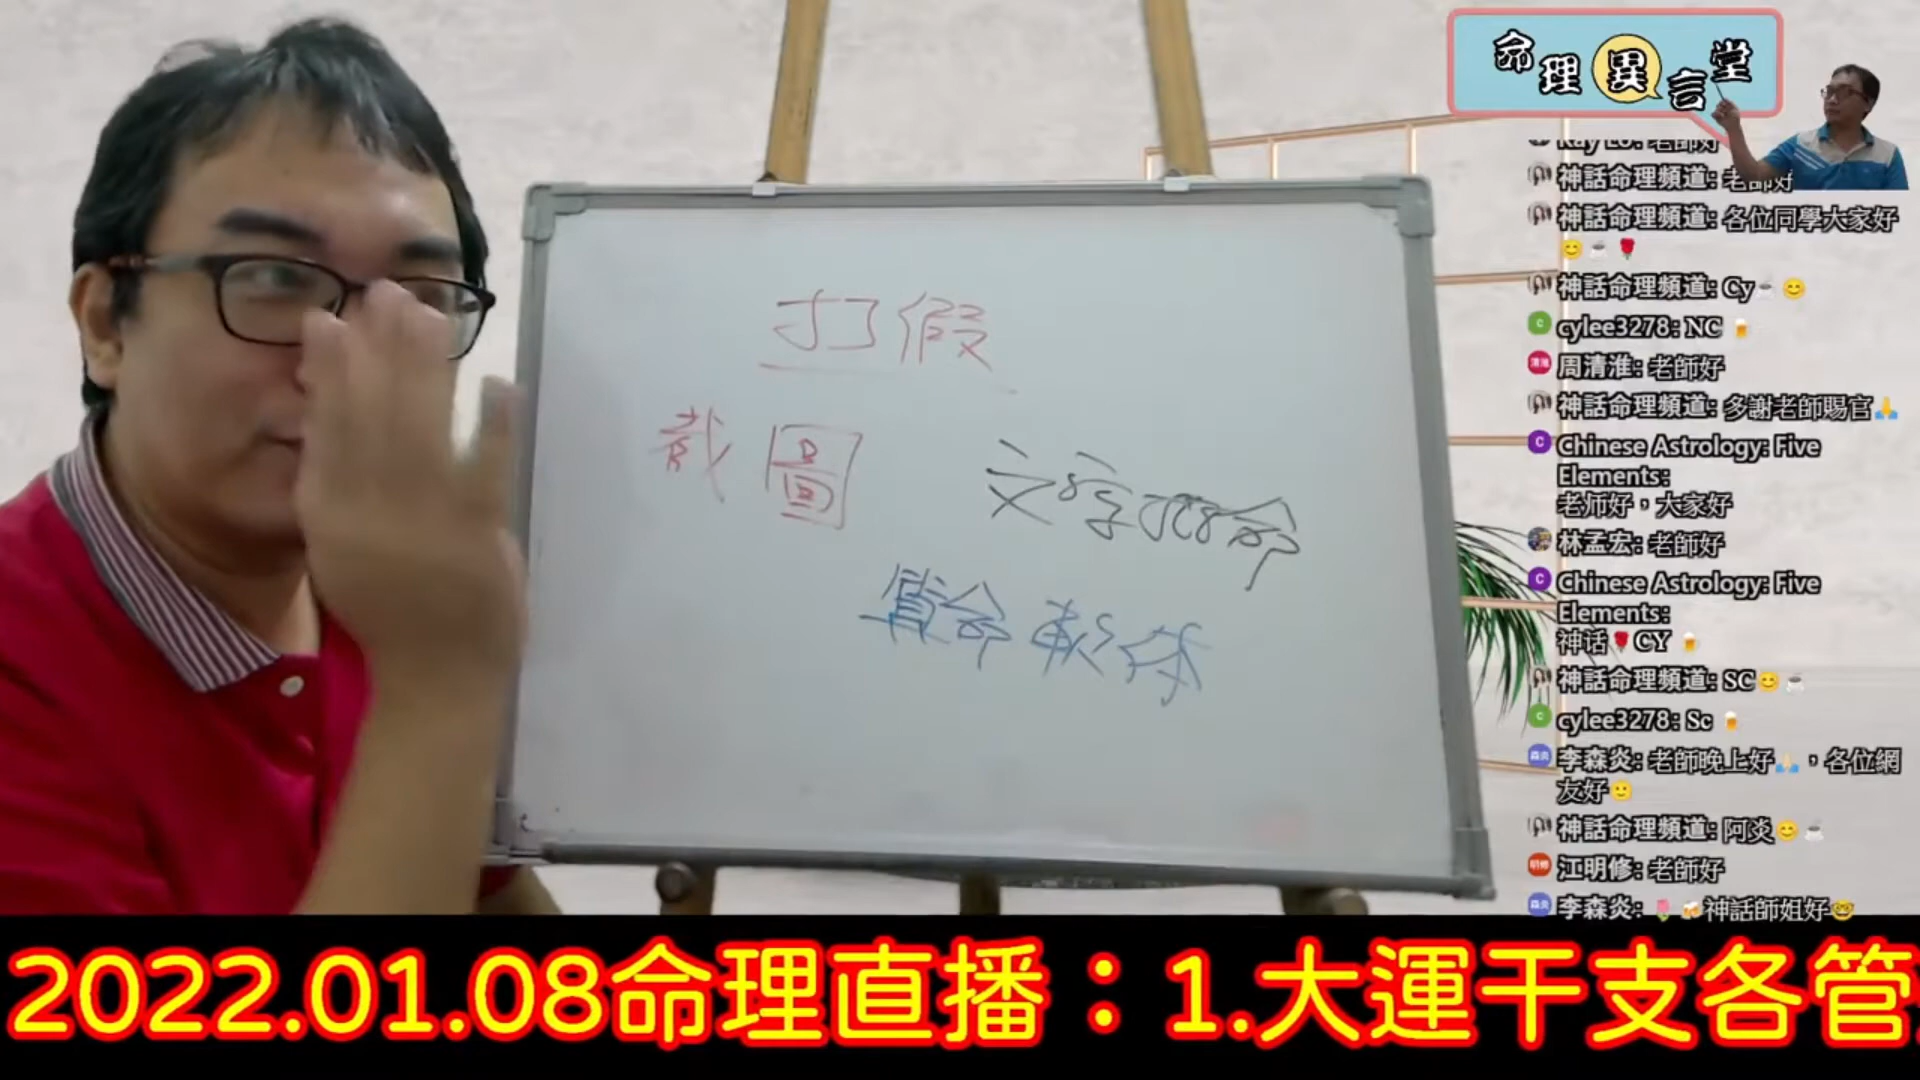 命理異言堂
打假
截圖
文字排命
算命軟体
Ray Lo: 老師好
神話命理頻道: 老師好
神話命理頻道: 各位同學大家好
😊☕🌹
神話命理頻道: Cy☕😊
cylee3278: NC🍺
周清淮: 老師好
神話命理頻道: 多謝老師賜官🙏
Chinese Astrology: Five
Elements:
老师好，大家好
林孟宏: 老師好
Chinese Astrology: Five
Elements:
神话🌹CY🍺
神話命理頻道: SC😊☕
cylee3278: Sc🍺
李森炎: 老師晚上好🙏，各位網
友好🙂
神話命理頻道: 阿炎😊☕
江明修: 老師好
李森炎: 🌷🍻神話師姐好🤓
2022.01.08命理直播：1.大運干支各管